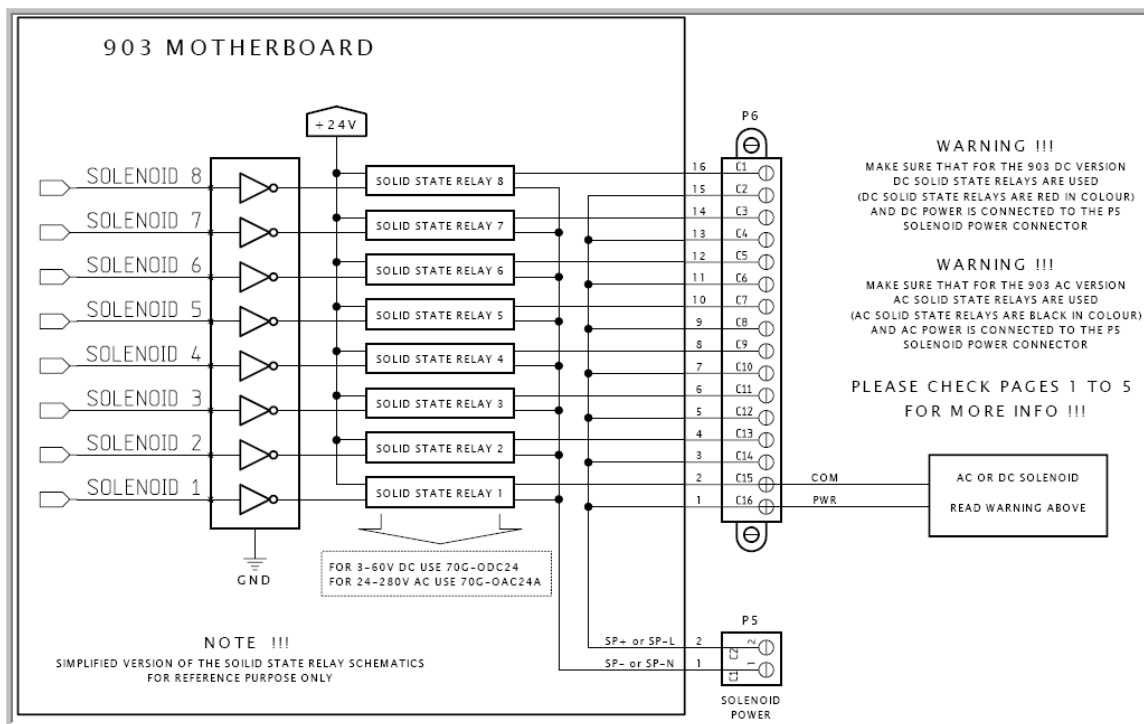 903 MOTHERBOARD
+24V
SOLENOID 8
SOLENOID 7
SOLENOID 6
SOLENOID 5
SOLENOID 4
SOLENOID 3
SOLENOID 2
SOLENOID 1
SOLID STATE RELAY 8
SOLID STATE RELAY 7
SOLID STATE RELAY 6
SOLID STATE RELAY 5
SOLID STATE RELAY 4
SOLID STATE RELAY 3
SOLID STATE RELAY 2
SOLID STATE RELAY 1
GND
FOR 3-60V DC USE 70G-ODC24
FOR 24-280V AC USE 70G-OAC24A
NOTE !!!
SIMPLIFIED VERSION OF THE SOILID STATE RELAY SCHEMATICS
FOR REFERENCE PURPOSE ONLY
P6
16 C1
15 C2
14 C3
13 C4
12 C5
11 C6
10 C7
9 C8
8 C9
7 C10
6 C11
5 C12
4 C13
3 C14
2 C15
1 C16
COM
PWR
AC OR DC SOLENOID
READ WARNING ABOVE
WARNING !!!
MAKE SURE THAT FOR THE 903 DC VERSION
DC SOLID STATE RELAYS ARE USED
(DC SOLID STATE RELAYS ARE RED IN COLOUR)
AND DC POWER IS CONNECTED TO THE P5
SOLENOID POWER CONNECTOR
WARNING !!!
MAKE SURE THAT FOR THE 903 AC VERSION
AC SOLID STATE RELAYS ARE USED
(AC SOLID STATE RELAYS ARE BLACK IN COLOUR)
AND AC POWER IS CONNECTED TO THE P5
SOLENOID POWER CONNECTOR
PLEASE CHECK PAGES 1 TO 5
FOR MORE INFO !!!
P5
SP+ or SP-L 2 C2 2
SP- or SP-N 1 C1 1
SOLENOID
POWER